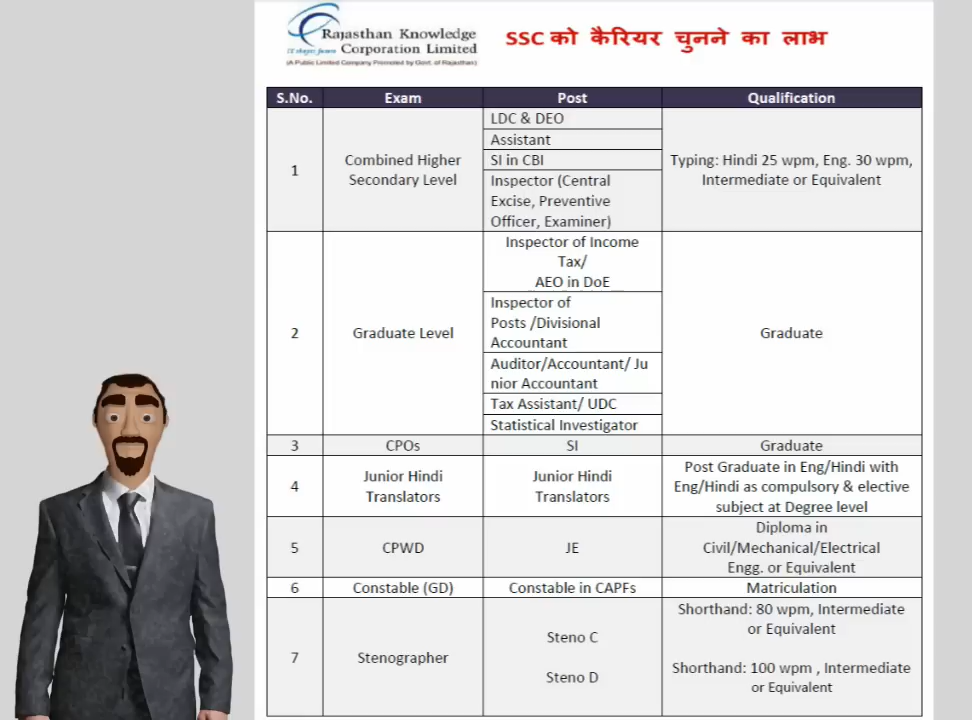 Rajasthan Knowledge
IT shapes future Corporation Limited
(A Public Limited Company Promoted by Govt. of Rajasthan)
SSC को कैरियर चुनने का लाभ
S.No. Exam Post Qualification
1
Combined Higher
Secondary Level
LDC & DEO
Assistant
SI in CBI
Inspector (Central
Excise, Preventive
Officer, Examiner)
Typing: Hindi 25 wpm, Eng. 30 wpm,
Intermediate or Equivalent
2
Graduate Level
Inspector of Income
Tax/
AEO in DoE
Inspector of
Posts /Divisional
Accountant
Auditor/Accountant/ Ju
nior Accountant
Tax Assistant/ UDC
Statistical Investigator
Graduate
3 CPOs SI Graduate
4
Junior Hindi
Translators
Junior Hindi
Translators
Post Graduate in Eng/Hindi with
Eng/Hindi as compulsory & elective
subject at Degree level
5
CPWD
JE
Diploma in
Civil/Mechanical/Electrical
Engg. or Equivalent
6 Constable (GD) Constable in CAPFs Matriculation
7
Stenographer
Steno C
Steno D
Shorthand: 80 wpm, Intermediate
or Equivalent
Shorthand: 100 wpm , Intermediate
or Equivalent